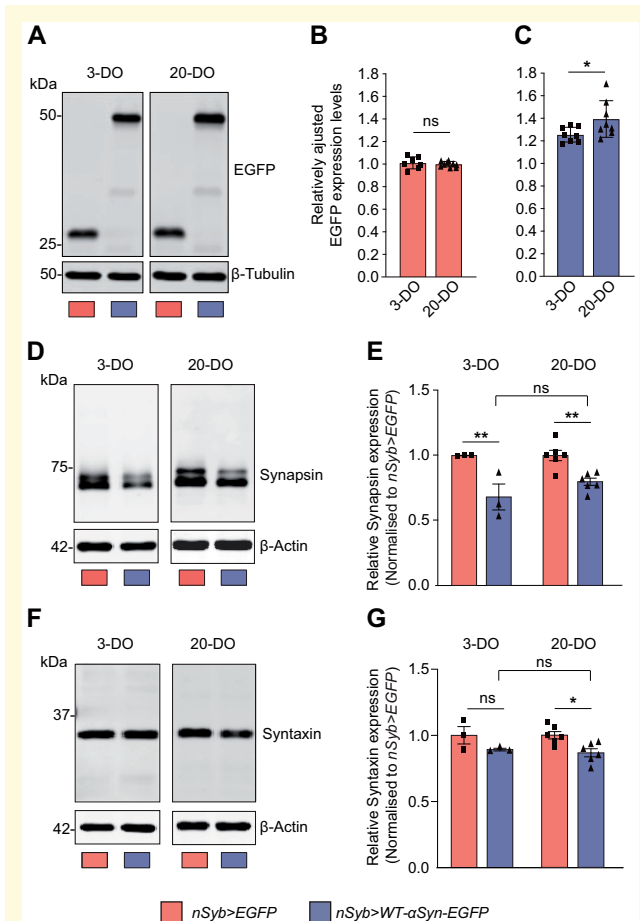 A
3-DO 20-DO
kDa
50-
25-
EGFP
50-
β-Tubulin
B
Relatively ajusted
EGFP expression levels
1.8
1.6
1.4
1.2
1.0
0.8
0.6
0.4
0.2
0.0
ns
3-DO
20-DO
C
1.8
1.6
1.4
1.2
1.0
0.8
0.6
0.4
0.2
0.0
*
3-DO
20-DO
D
3-DO 20-DO
kDa
75-
Synapsin
42-
β-Actin
E
3-DO 20-DO
Relative Synapsin expression
(Normalised to nSyb>EGFP)
1.5
1.0
0.5
0.0
ns
**
**
F
3-DO 20-DO
kDa
37-
Syntaxin
42-
β-Actin
G
3-DO 20-DO
Relative Syntaxin expression
(Normalised to nSyb>EGFP)
1.5
1.0
0.5
0.0
ns
ns
*
nSyb>EGFP nSyb>WT-αSyn-EGFP